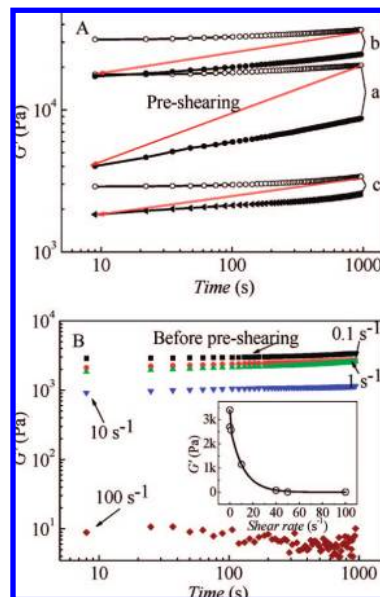 A
b
10⁴
Pre-shearing
a
G' (Pa)
c
10³
10
100
1000
Time (s)
10⁴
B
Before pre-shearing
0.1 s⁻¹
10³
1 s⁻¹
10 s⁻¹
10²
G' (Pa)
3k
2k
1k
0
G' (Pa)
0 20 40 60 80 100
Shear rate (s⁻¹)
100 s⁻¹
10¹
10
100
1000
Time (s)